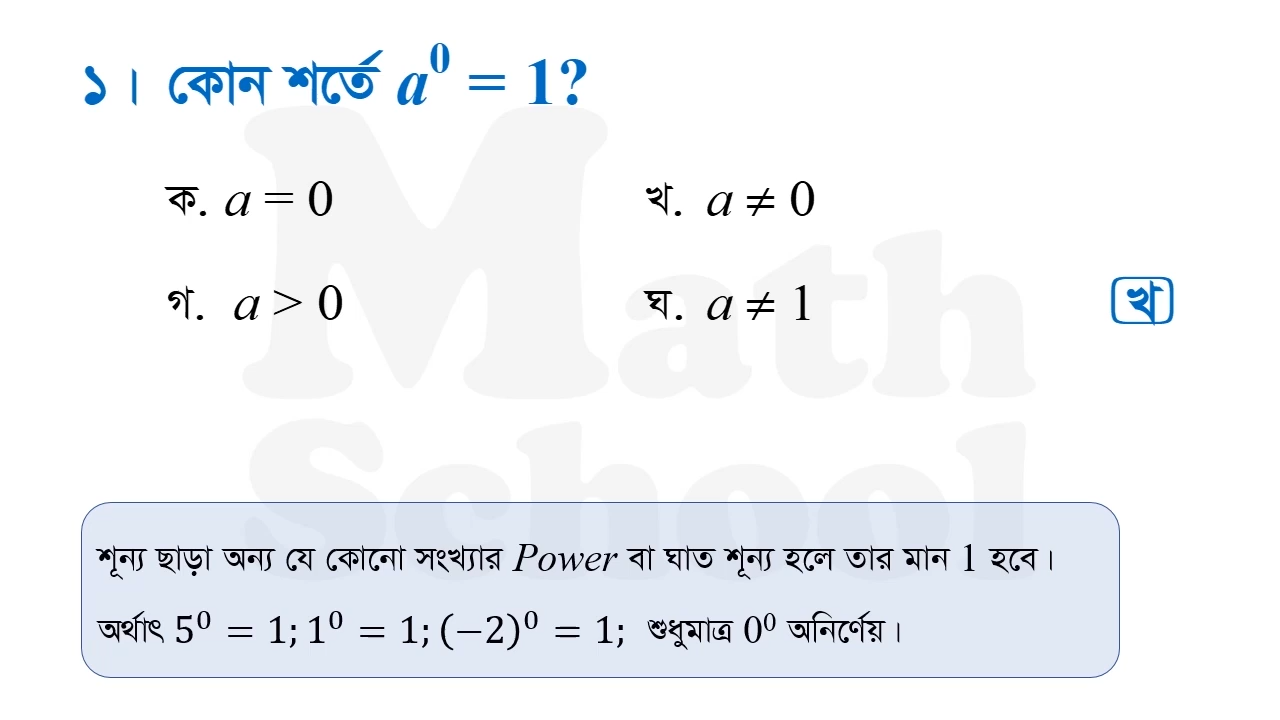 ১। কোন শর্তে a⁰ = 1?
ক. a = 0
খ. a ≠ 0
গ. a > 0
ঘ. a ≠ 1
খ
Math
School
শূন্য ছাড়া অন্য যে কোনো সংখ্যার Power বা ঘাত শূন্য হলে তার মান 1 হবে।
অর্থাৎ 5⁰ = 1; 1⁰ = 1; (−2)⁰ = 1; শুধুমাত্র 0⁰ অনির্ণেয়।